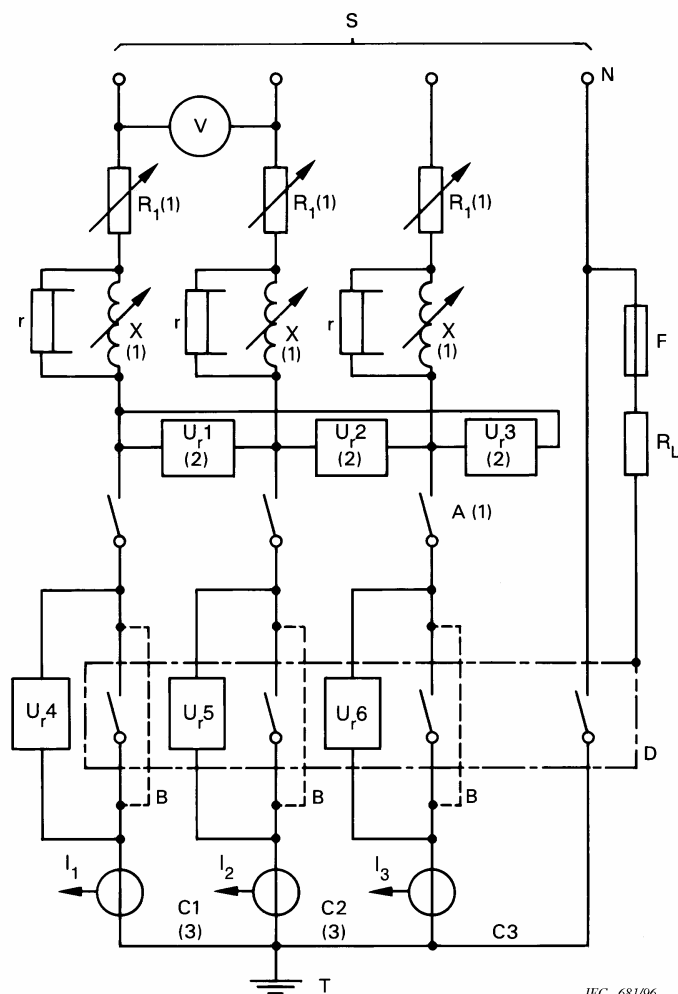 S
N
V
R1(1) R1(1) R1(1)
r X (1) r X (1) r X (1)
F
Ur1 (2) Ur2 (2) Ur3 (2)
RL
A (1)
Ur4 Ur5 Ur6
D
B B B
I1 I2 I3
C1 (3) C2 (3) C3
T
IEC 681/96